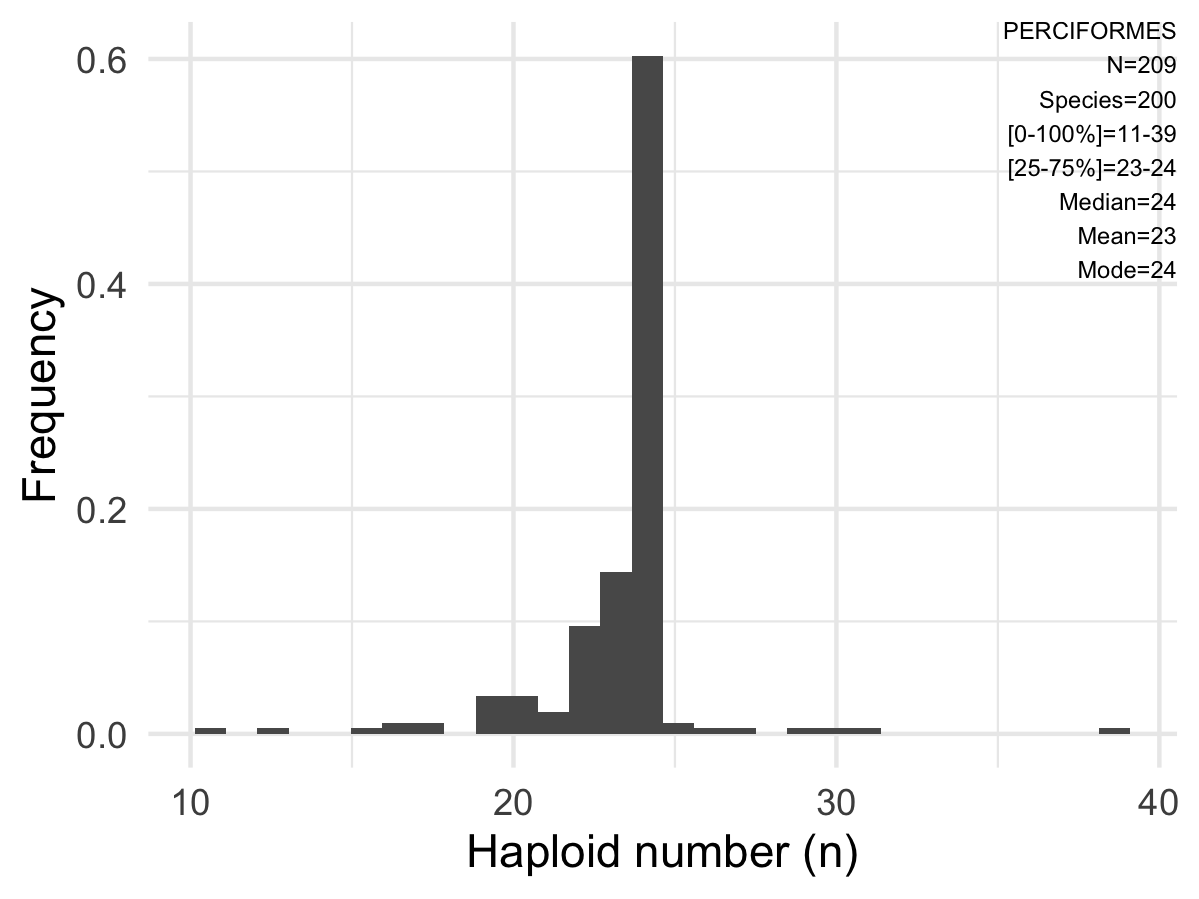 PERCIFORMES
N=209
Species=200
[0-100%]=11-39
[25-75%]=23-24
Median=24
Mean=23
Mode=24
0.6
0.4
0.2
0.0
Frequency
10 20 30 40
Haploid number (n)